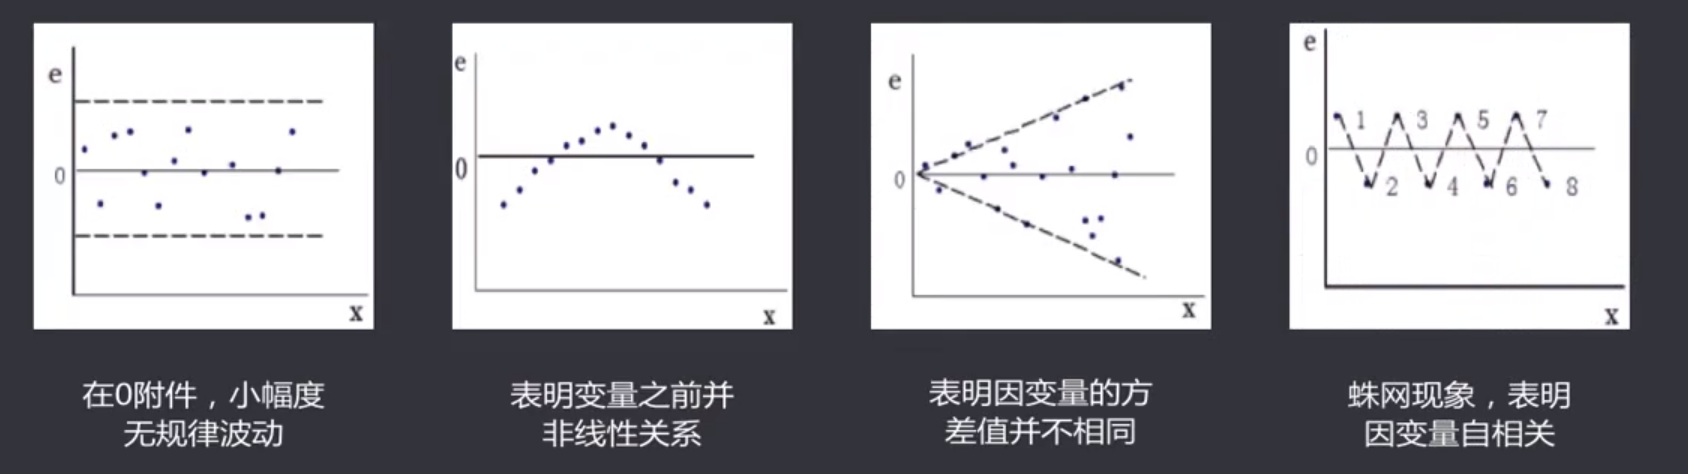 e
0
x
在0附件，小幅度
无规律波动
e
0
x
表明变量之前并
非线性关系
e
0
x
表明因变量的方
差值并不相同
e
1 3 5 7
0
2 4 6 8
x
蛛网现象，表明
因变量自相关